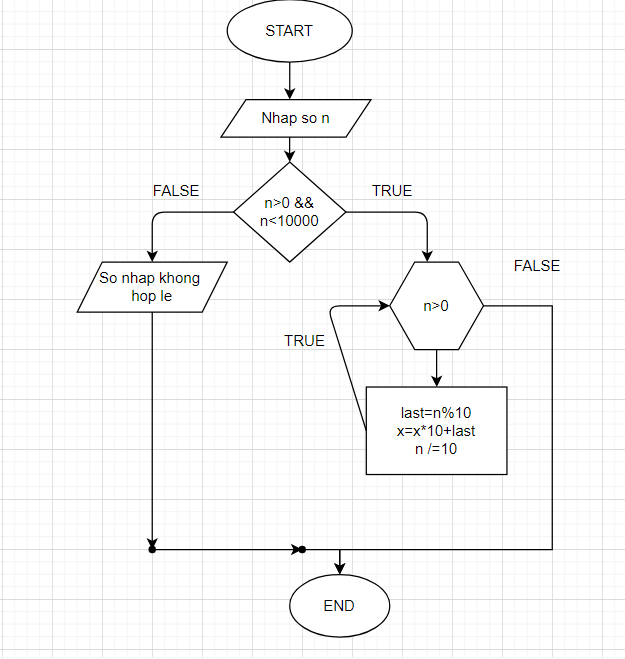 START
Nhap so n
FALSE
TRUE
n>0 &&
n<10000
So nhap khong
hop le
FALSE
n>0
TRUE
last=n%10
x=x*10+last
n /=10
END